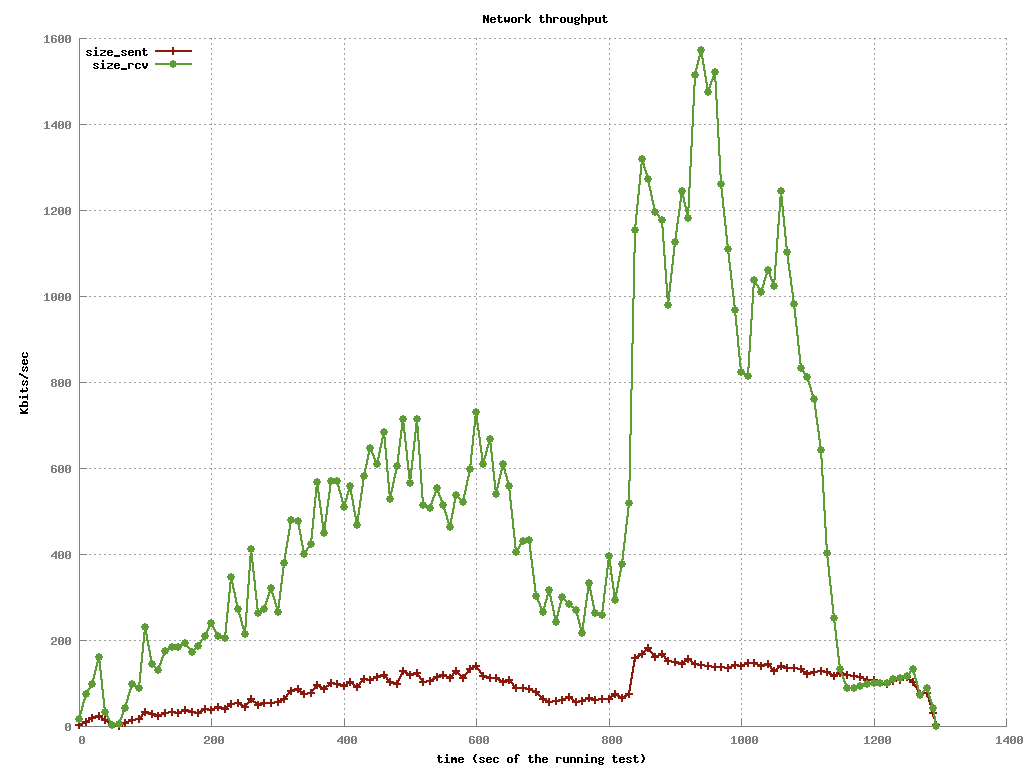 Network throughput
1600
size_sent
size_rcv
1400
1200
1000
800
Kbits/sec
600
400
200
0
0 200 400 600 800 1000 1200 1400
time (sec of the running test)